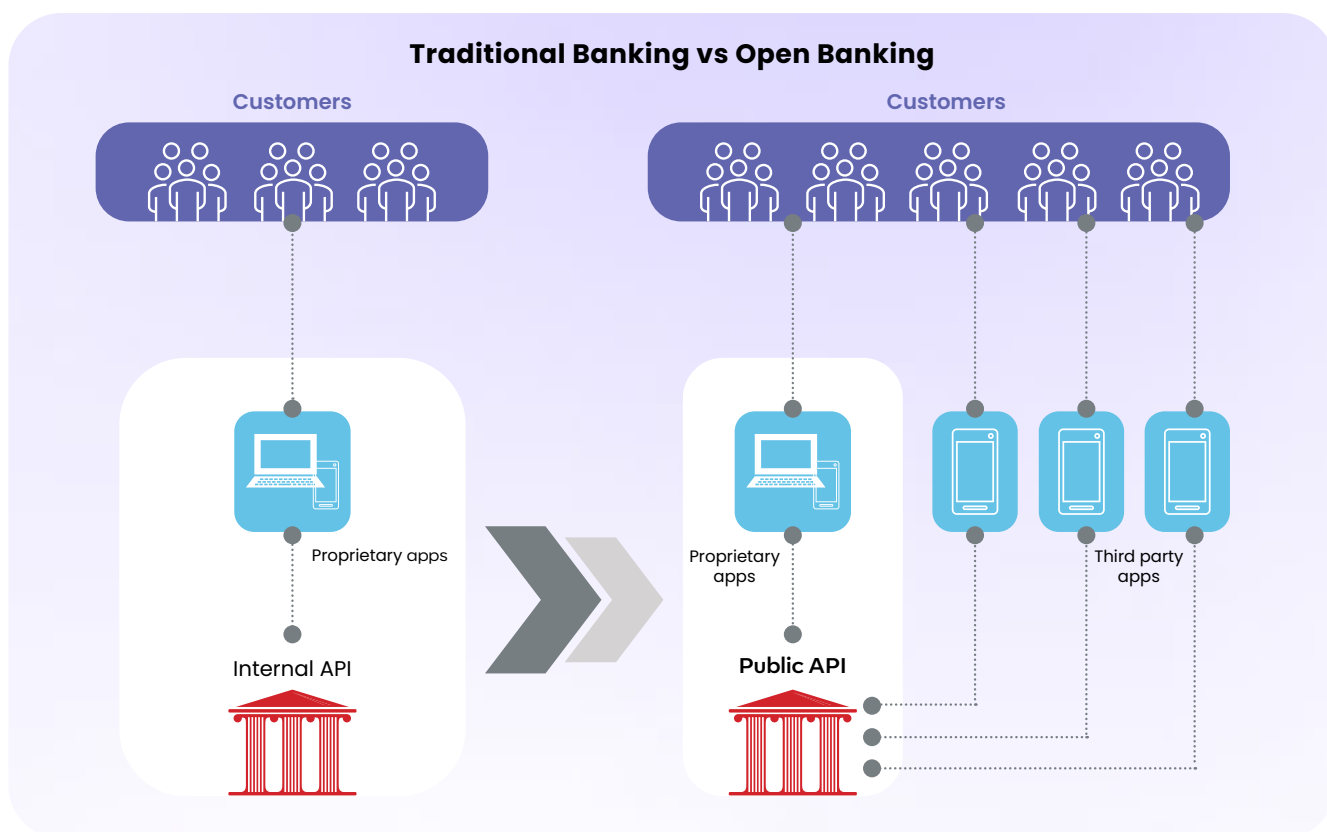 Traditional Banking vs Open Banking
Customers
Customers
Proprietary apps
Internal API
Proprietary
apps
Third party
apps
Public API